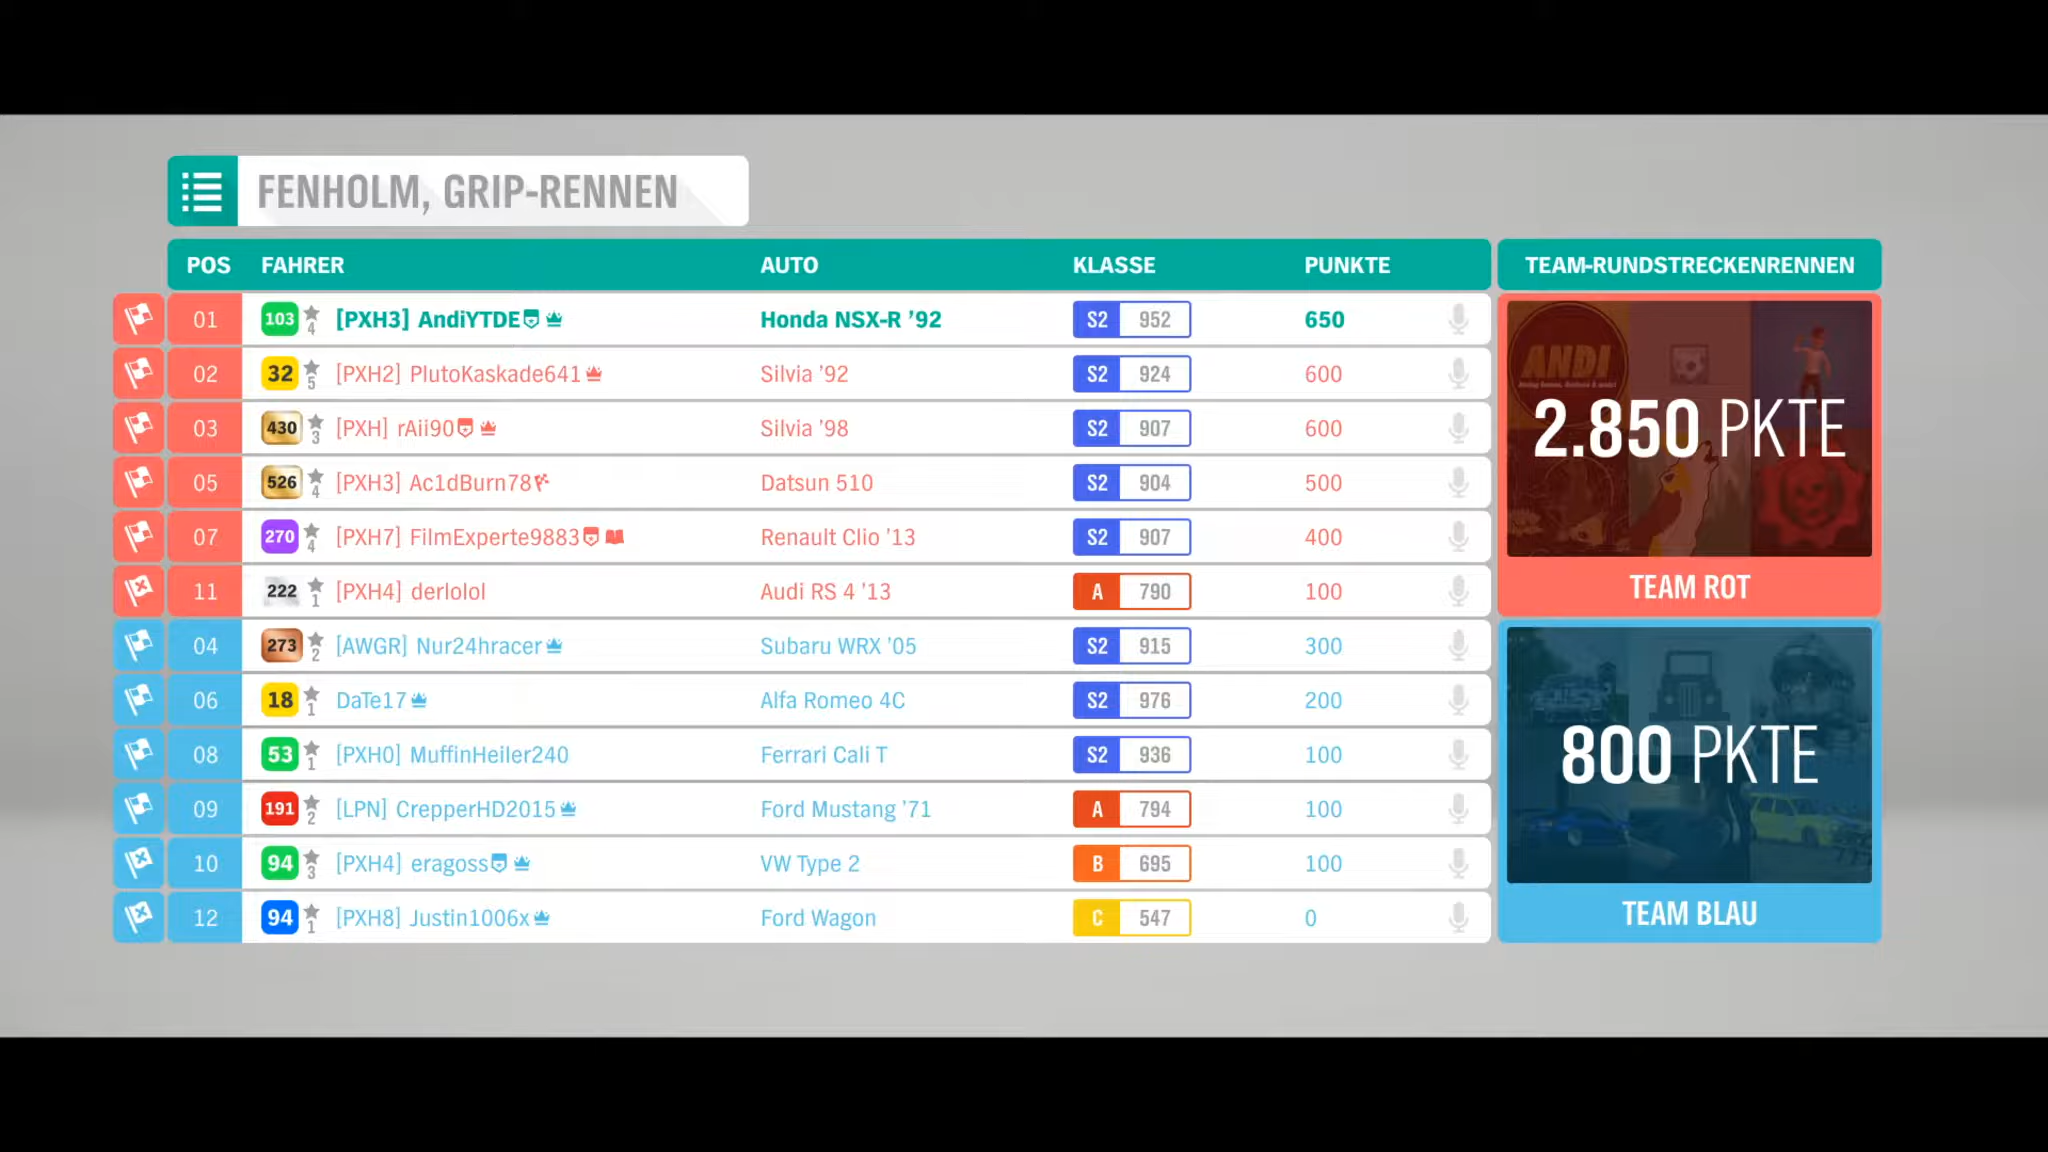 FENHOLM, GRIP-RENNEN
POS FAHRER AUTO KLASSE PUNKTE TEAM-RUNDSTRECKENRENNEN
01 103 4 [PXH3] AndiYTDE Honda NSX-R ’92 S2 952 650
02 32 5 [PXH2] PlutoKaskade641 Silvia ’92 S2 924 600
03 430 3 [PXH] rAii90 Silvia ’98 S2 907 600
05 526 4 [PXH3] Ac1dBurn78 Datsun 510 S2 904 500
07 270 4 [PXH7] FilmExperte9883 Renault Clio ’13 S2 907 400
11 222 1 [PXH4] derlolol Audi RS 4 ’13 A 790 100
ANDI
2.850 PKTE
TEAM ROT
04 273 2 [AWGR] Nur24hracer Subaru WRX ’05 S2 915 300
06 18 1 DaTe17 Alfa Romeo 4C S2 976 200
08 53 1 [PXH0] MuffinHeiler240 Ferrari Cali T S2 936 100
09 191 2 [LPN] CrepperHD2015 Ford Mustang ’71 A 794 100
10 94 3 [PXH4] eragoss VW Type 2 B 695 100
12 94 1 [PXH8] Justin1006x Ford Wagon C 547 0
800 PKTE
TEAM BLAU